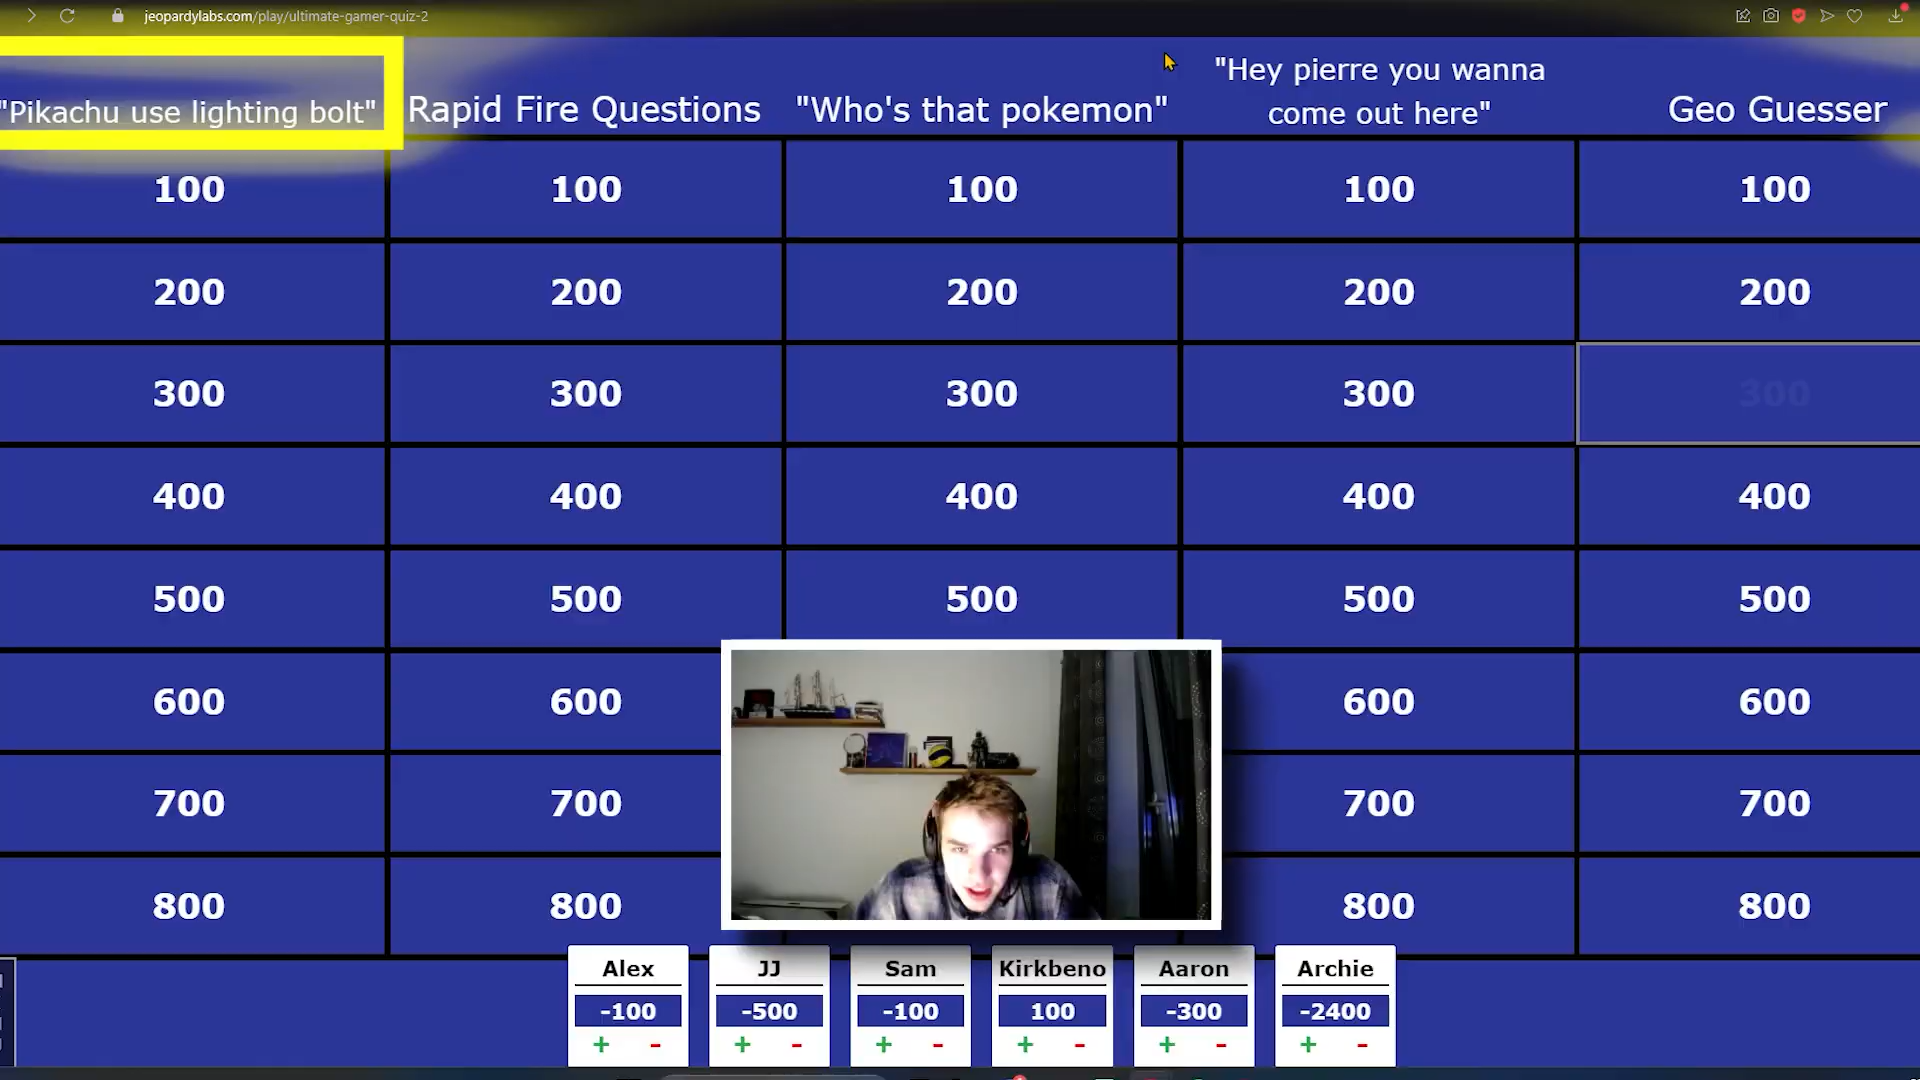 jeopardylabs.com/play/ultimate-gamer-quiz-2
"Pikachu use lighting bolt"
Rapid Fire Questions
"Who's that pokemon"
"Hey pierre you wanna
come out here"
Geo Guesser
100 100 100 100 100
200 200 200 200 200
300 300 300 300 300
400 400 400 400 400
500 500 500 500 500
600 600 600 600
700 700 700 700
800 800 800 800
Alex JJ Sam Kirkbeno Aaron Archie
-100 -500 -100 100 -300 -2400
+ - + - + - + - + - + -